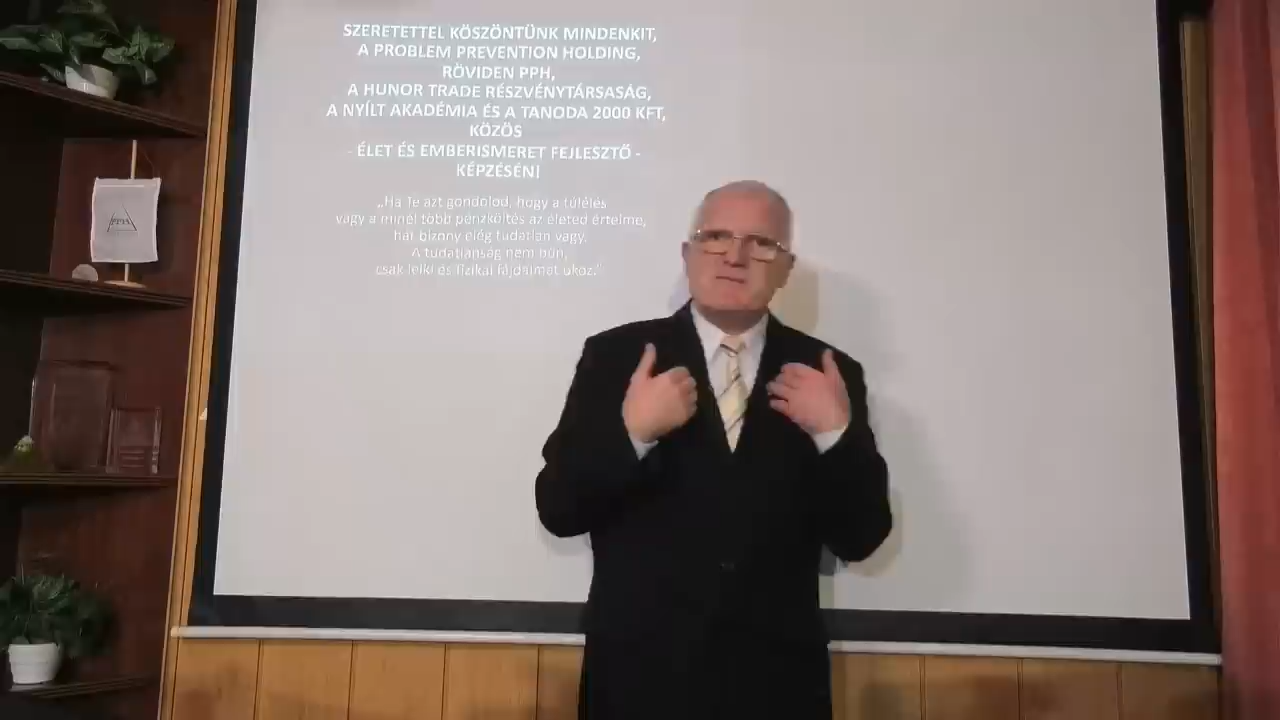 SZERETETTEL KÖSZÖNTÜNK MINDENKIT,
A PROBLEM PREVENTION HOLDING,
RÖVIDEN PPH,
A HUNOR TRADE RÉSZVÉNYTÁRSASÁG,
A NYÍLT AKADÉMIA ÉS A TANODA 2000 KFT,
KÖZÖS
- ÉLET ÉS EMBERISMERET FEJLESZTŐ -
KÉPZÉSÉN!
„Ha Te azt gondolod, hogy a túlélés
vagy a minél több pénzköltés az életed értelme,
hát bizony elég tudatlan vagy.
A tudatlanság nem bűn,
csak lelki és fizikai fájdalmat okoz."